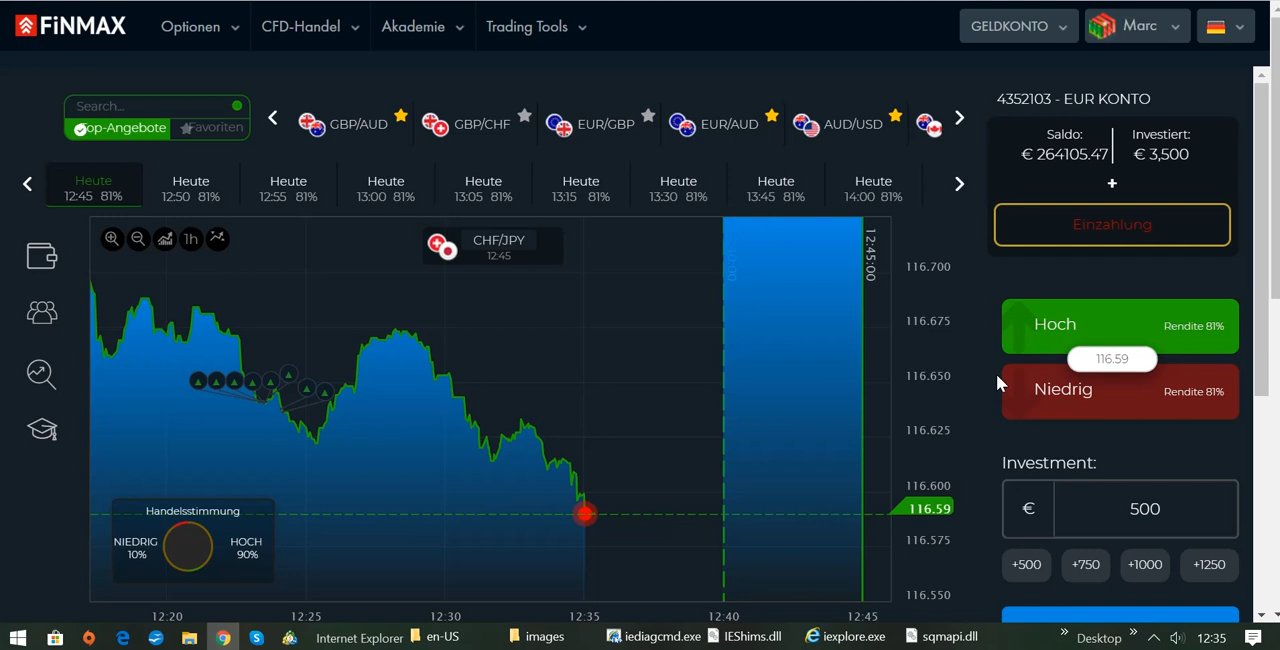 FiNMAX
Optionen
CFD-Handel
Akademie
Trading Tools
GELDKONTO
Marc
Search...
Top-Angebote
Favoriten
GBP/AUD
GBP/CHF
EUR/GBP
EUR/AUD
AUD/USD
4352103 - EUR KONTO
Saldo:
€ 264105.47
Investiert:
€ 3,500
+
Einzahlung
Heute
12:45 81%
Heute
12:50 81%
Heute
12:55 81%
Heute
13:00 81%
Heute
13:05 81%
Heute
13:15 81%
Heute
13:30 81%
Heute
13:45 81%
Heute
14:00 81%
1h
CHF/JPY
12:45
12:45:00
116.700
116.675
116.650
116.625
116.600
116.59
116.575
116.550
Hoch
Rendite 81%
116.59
Niedrig
Rendite 81%
Investment:
€
500
+500
+750
+1000
+1250
Handelsstimmung
NIEDRIG
10%
HOCH
90%
12:20
12:25
12:30
12:35
12:40
12:45
Internet Explorer
en-US
images
iediagcmd.exe
IEShims.dll
iexplore.exe
sqmapi.dll
Desktop
12:35